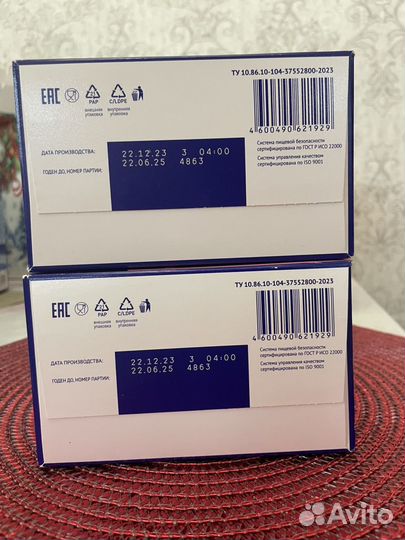 ТУ 10.86.10-104-37552800-2023
EAC
21
PAP
внешняя
упаковка
C/LDPE
внутренняя
упаковка
4 600490 621929
ДАТА ПРОИЗВОДСТВА:
22.12.23 3 04:00
ГОДЕН ДО, НОМЕР ПАРТИИ:
22.06.25 4863
Система пищевой безопасности
сертифицирована по ГОСТ Р ИСО 22000
Система управления качеством
сертифицирована по ISO 9001
ТУ 10.86.10-104-37552800-2023
EAC
21
PAP
внешняя
упаковка
C/LDPE
внутренняя
упаковка
4 600490 621929
ДАТА ПРОИЗВОДСТВА:
22.12.23 3 04:00
ГОДЕН ДО, НОМЕР ПАРТИИ:
22.06.25 4863
Система пищевой безопасности
сертифицирована по ГОСТ Р ИСО 22000
Система управления качеством
сертифицирована по ISO 9001
Avito